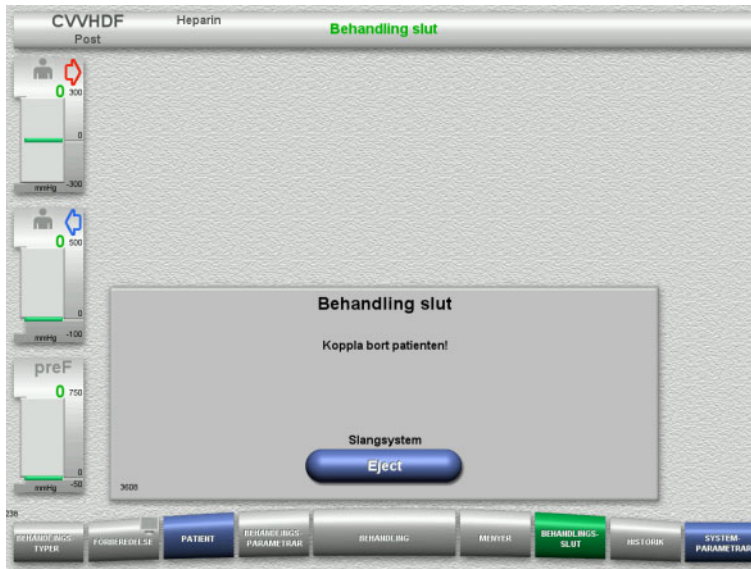 CVVHDF
Post
Heparin
Behandling slut
0
300
0
mmHg -300
0
500
0
mmHg -100
preF
0
750
0
mmHg -50
Behandling slut
Koppla bort patienten!
Slangsystem
Eject
3608
238
BEHANDLINGS-
TYPER
FÖRBEREDELSE
PATIENT
BEHANDLINGS-
PARAMETRAR
BEHANDLING
MENYER
BEHANDLINGS-
SLUT
HISTORIK
SYSTEM-
PARAMETRAR